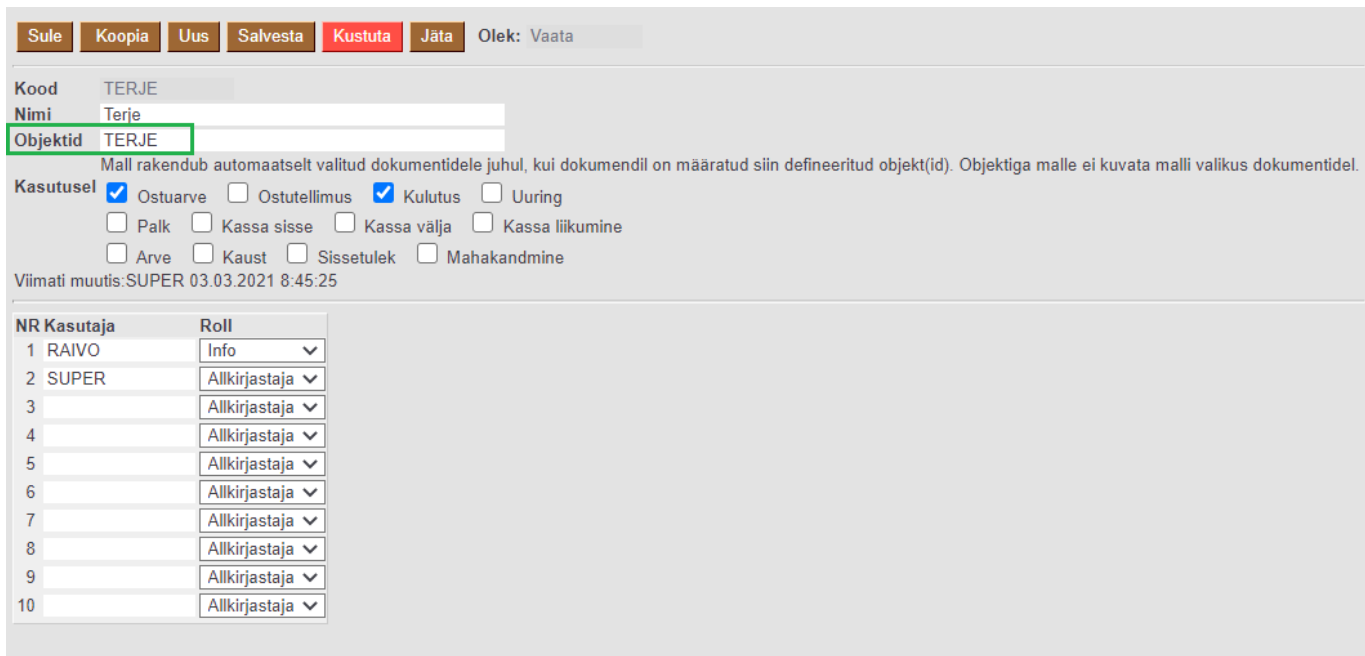 Sule Koopia Uus Salvesta Kustuta Jäta Olek: Vaata
Kood TERJE
Nimi Terje
Objektid TERJE
Mall rakendub automaatselt valitud dokumentidele juhul, kui dokumendil on määratud siin defineeritud objekt(id). Objektiga malle ei kuvata malli valikus dokumentidel.
Kasutusel Ostuarve Ostutellimus Kulutus Uuring
Palk Kassa sisse Kassa välja Kassa liikumine
Arve Kaust Sissetulek Mahakandmine
Viimati muutis:SUPER 03.03.2021 8:45:25
NR Kasutaja Roll
1 RAIVO Info
2 SUPER Allkirjastaja
3 Allkirjastaja
4 Allkirjastaja
5 Allkirjastaja
6 Allkirjastaja
7 Allkirjastaja
8 Allkirjastaja
9 Allkirjastaja
10 Allkirjastaja